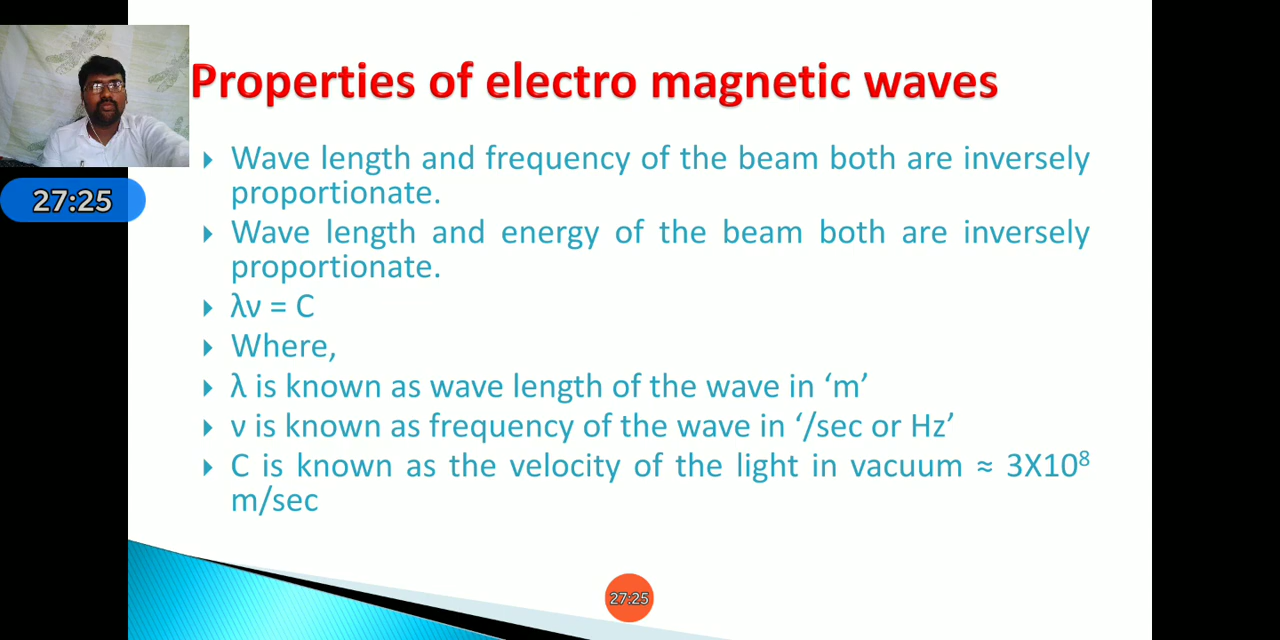 Properties of electro magnetic waves
Wave length and frequency of the beam both are inversely
proportionate.
27:25
Wave length and energy of the beam both are inversely
proportionate.
λν = C
Where,
λ is known as wave length of the wave in ‘m’
ν is known as frequency of the wave in ‘/sec or Hz’
C is known as the velocity of the light in vacuum ≈ 3X10⁸
m/sec
27:25